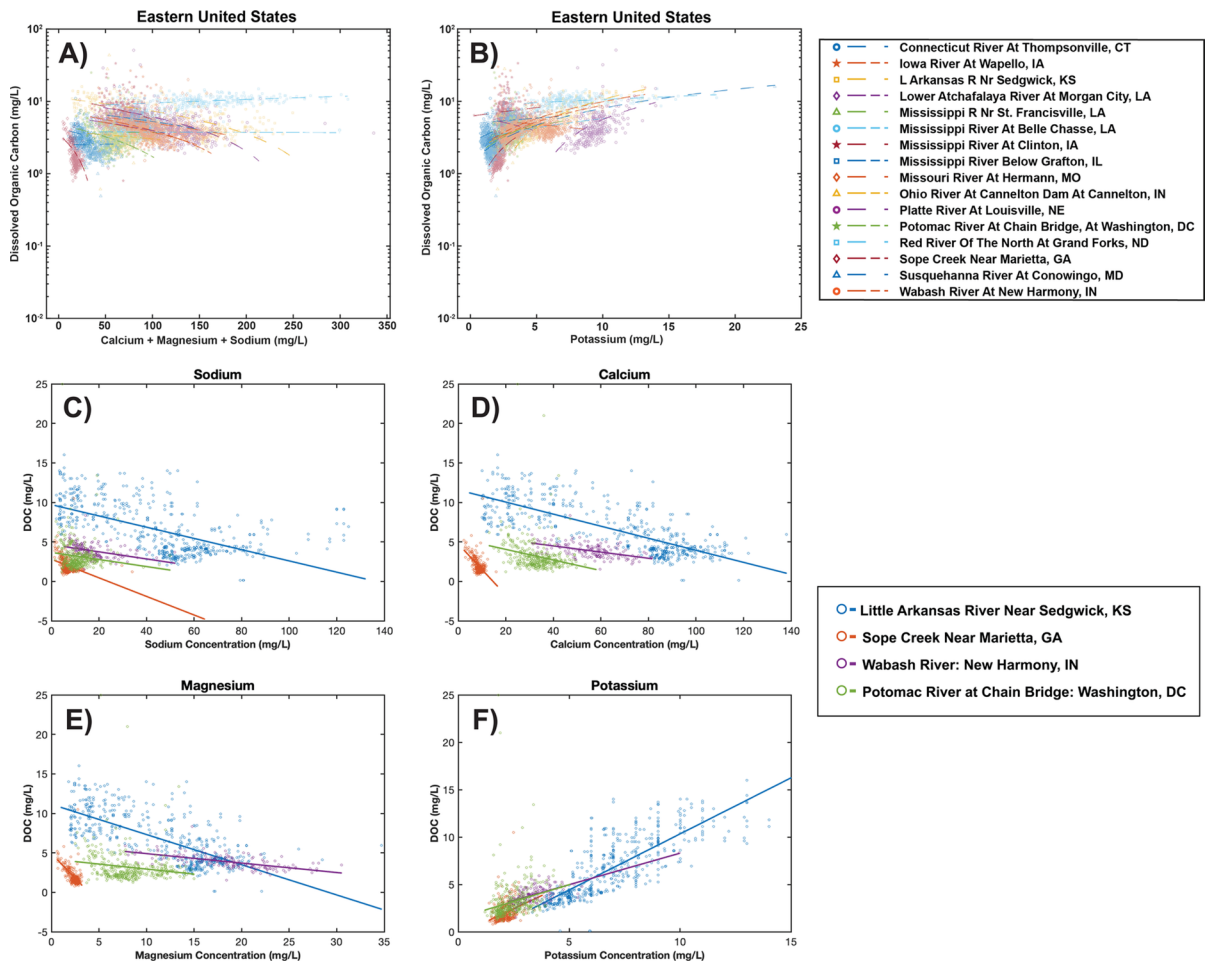 Eastern United States
A)
10²
10¹
10⁰
10⁻¹
10⁻²
Dissolved Organic Carbon (mg/L)
0 50 100 150 200 250 300 350
Calcium + Magnesium + Sodium (mg/L)
Eastern United States
B)
10²
10¹
10⁰
10⁻¹
10⁻²
Dissolved Organic Carbon (mg/L)
0 5 10 15 20 25
Potassium (mg/L)
Connecticut River At Thompsonville, CT
Iowa River At Wapello, IA
L Arkansas R Nr Sedgwick, KS
Lower Atchafalaya River At Morgan City, LA
Mississippi R Nr St. Francisville, LA
Mississippi River At Belle Chasse, LA
Mississippi River At Clinton, IA
Mississippi River Below Grafton, IL
Missouri River At Hermann, MO
Ohio River At Cannelton Dam At Cannelton, IN
Platte River At Louisville, NE
Potomac River At Chain Bridge, At Washington, DC
Red River Of The North At Grand Forks, ND
Sope Creek Near Marietta, GA
Susquehanna River At Conowingo, MD
Wabash River At New Harmony, IN
Sodium
C)
25
20
15
10
5
0
-5
DOC (mg/L)
0 20 40 60 80 100 120 140
Sodium Concentration (mg/L)
Calcium
D)
25
20
15
10
5
0
-5
DOC (mg/L)
0 20 40 60 80 100 120 140
Calcium Concentration (mg/L)
Magnesium
E)
25
20
15
10
5
0
-5
DOC (mg/L)
0 5 10 15 20 25 30 35
Magnesium Concentration (mg/L)
Potassium
F)
25
20
15
10
5
0
DOC (mg/L)
0 5 10 15
Potassium Concentration (mg/L)
Little Arkansas River Near Sedgwick, KS
Sope Creek Near Marietta, GA
Wabash River: New Harmony, IN
Potomac River at Chain Bridge: Washington, DC